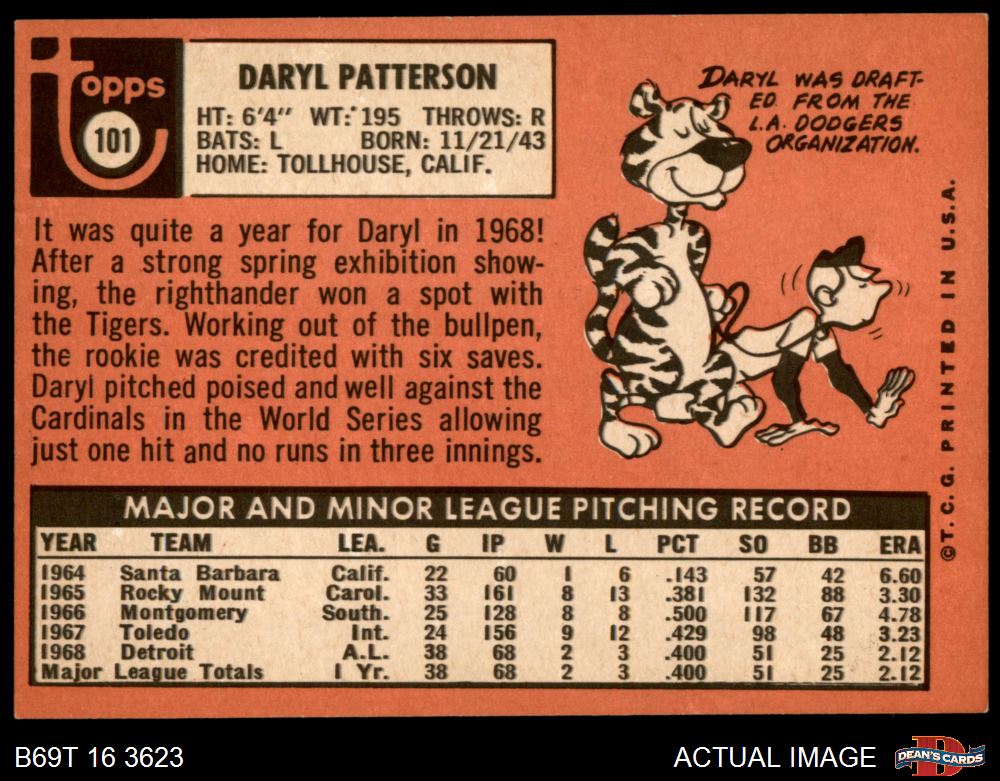 topps
101
DARYL PATTERSON
HT: 6'4" WT: 195 THROWS: R
BATS: L BORN: 11/21/43
HOME: TOLLHOUSE, CALIF.
DARYL WAS DRAFT-
ED FROM THE
L.A. DODGERS
ORGANIZATION.
It was quite a year for Daryl in 1968!
After a strong spring exhibition show-
ing, the righthander won a spot with
the Tigers. Working out of the bullpen,
the rookie was credited with six saves.
Daryl pitched poised and well against the
Cardinals in the World Series allowing
just one hit and no runs in three innings.
©T.C.G. PRINTED IN U.S.A.
MAJOR AND MINOR LEAGUE PITCHING RECORD
YEAR TEAM LEA. G IP W L PCT SO BB ERA
1964 Santa Barbara Calif. 22 60 1 6 .143 57 42 6.60
1965 Rocky Mount Carol. 33 161 8 13 .381 132 88 3.30
1966 Montgomery South. 25 128 8 8 .500 117 67 4.78
1967 Toledo Int. 24 156 9 12 .429 98 48 3.23
1968 Detroit A.L. 38 68 2 3 .400 51 25 2.12
Major League Totals 1 Yr. 38 68 2 3 .400 51 25 2.12
B69T 16 3623
ACTUAL IMAGE
D
DEAN'S CARDS